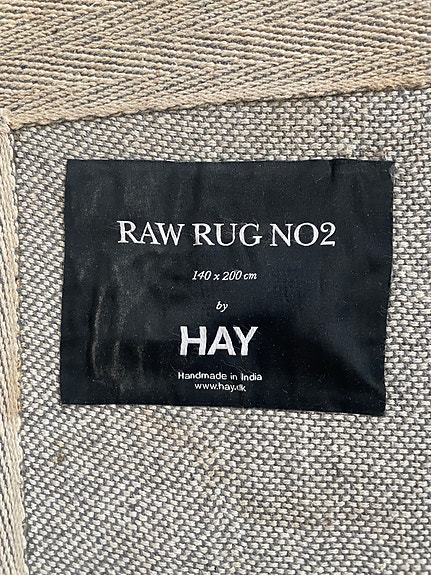 RAW RUG NO2
140 x 200 cm
by
HAY
Handmade in India
www.hay.dk